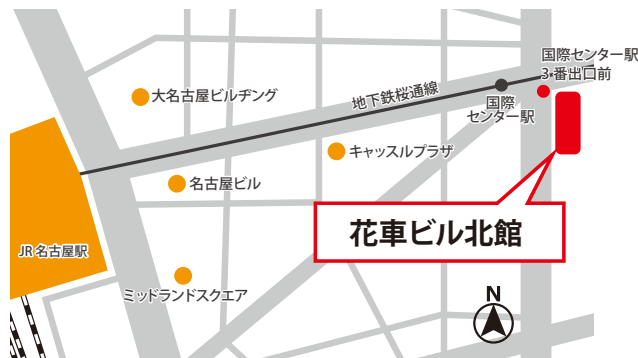 国際センター駅
3番出口前
大名古屋ビルヂング
地下鉄桜通線
国際
センター駅
キャッスルプラザ
名古屋ビル
花車ビル北館
JR名古屋駅
ミッドランドスクエア
N